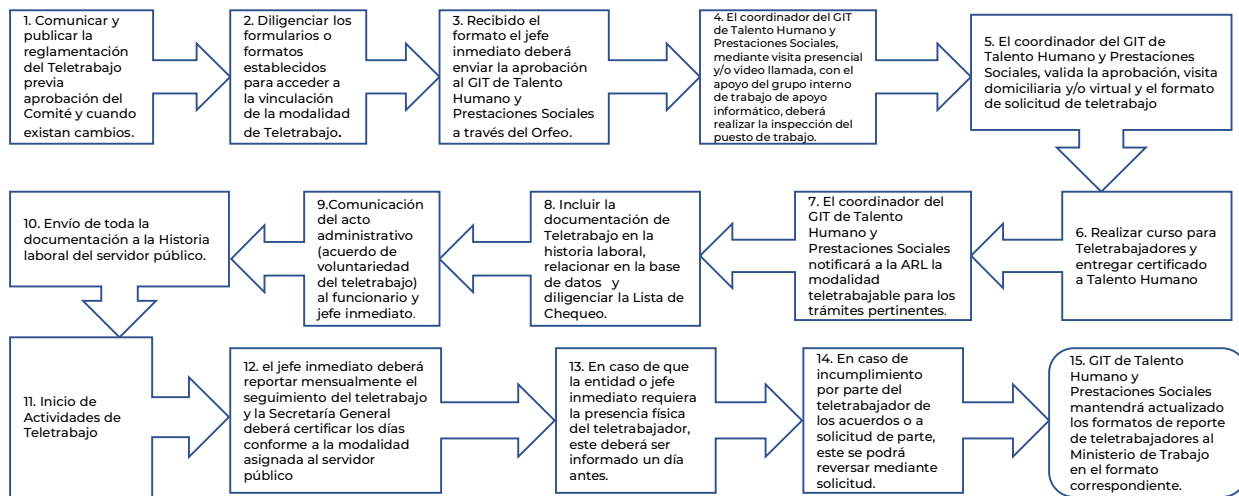 1. Comunicar y
publicar la
reglamentación
del Teletrabajo
previa
aprobación del
Comité y cuando
existan cambios.
2. Diligenciar los
formularios o
formatos
establecidos
para acceder a
la vinculación
de la modalidad
de Teletrabajo.
3. Recibido el
formato el jefe
inmediato deberá
enviar la aprobación
al GIT de Talento
Humano y
Prestaciones Sociales
a través del Orfeo.
4. El coordinador del GIT
de Talento Humano y
Prestaciones Sociales,
mediante visita presencial
y/o video llamada, con el
apoyo del grupo interno
de trabajo de apoyo
informático, deberá
realizar la inspección del
puesto de trabajo.
5. El coordinador del GIT de
Talento Humano y Prestaciones
Sociales, valida la aprobación, visita
domiciliaria y/o virtual y el formato
de solicitud de teletrabajo
6. Realizar curso para
Teletrabajadores y
entregar certificado
a Talento Humano
7. El coordinador del
GIT de Talento
Humano y
Prestaciones Sociales
notificará a la ARL la
modalidad
teletrabajable para los
trámites pertinentes.
8. Incluir la
documentación de
Teletrabajo en la
historia laboral,
relacionar en la base
de datos y
diligenciar la Lista de
Chequeo.
9.Comunicación del
acto
administrativo
(acuerdo de
voluntariedad
del teletrabajo)
al funcionario y
jefe inmediato.
10. Envío de toda la
documentación a la Historia
laboral del servidor público.
11. Inicio de
Actividades de
Teletrabajo
12. el jefe inmediato deberá
reportar mensualmente el
seguimiento del teletrabajo
y la Secretaría General
deberá certificar los días
conforme a la modalidad
asignada al servidor
público
13. En caso de que
la entidad o jefe
inmediato requiera
la presencia física
del teletrabajador,
este deberá ser
informado un día
antes.
14. En caso de
incumplimiento
por parte del
teletrabajador de
los acuerdos o a
solicitud de parte,
este se podrá
reversar mediante
solicitud.
15. GIT de Talento
Humano y
Prestaciones Sociales
mantendrá actualizado
los formatos de reporte
de teletrabajadores al
Ministerio de Trabajo
en el formato
correspondiente.